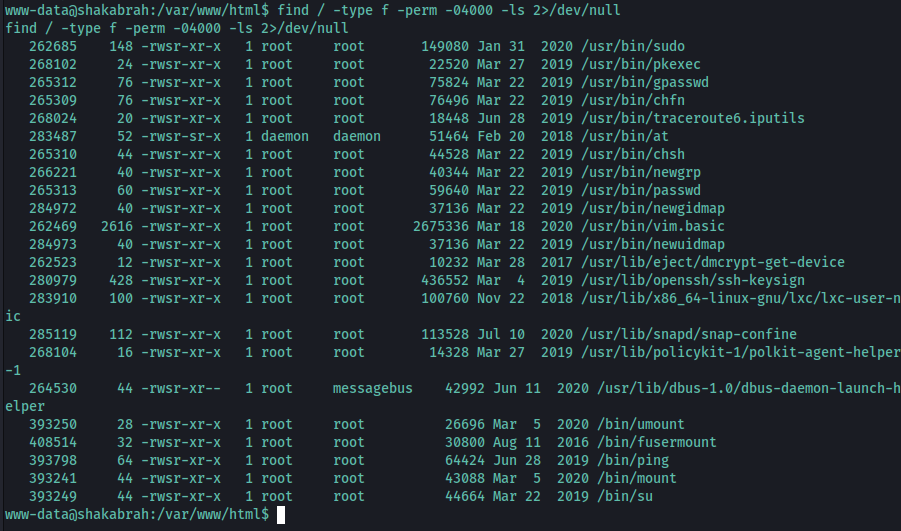 www-data@shakabrah:/var/www/html$ find / -type f -perm -04000 -ls 2>/dev/null
find / -type f -perm -04000 -ls 2>/dev/null
   262685    148 -rwsr-xr-x   1 root     root       149080 Jan 31  2020 /usr/bin/sudo
   268102     24 -rwsr-xr-x   1 root     root        22520 Mar 27  2019 /usr/bin/pkexec
   265312     76 -rwsr-xr-x   1 root     root        75824 Mar 22  2019 /usr/bin/gpasswd
   265309     76 -rwsr-xr-x   1 root     root        76496 Mar 22  2019 /usr/bin/chfn
   268024     20 -rwsr-xr-x   1 root     root        18448 Jun 28  2019 /usr/bin/traceroute6.iputils
   283487     52 -rwsr-sr-x   1 daemon   daemon      51464 Feb 20  2018 /usr/bin/at
   265310     44 -rwsr-xr-x   1 root     root        44528 Mar 22  2019 /usr/bin/chsh
   266221     40 -rwsr-xr-x   1 root     root        40344 Mar 22  2019 /usr/bin/newgrp
   265313     60 -rwsr-xr-x   1 root     root        59640 Mar 22  2019 /usr/bin/passwd
   284972     40 -rwsr-xr-x   1 root     root        37136 Mar 22  2019 /usr/bin/newgidmap
   262469   2616 -rwsr-xr-x   1 root     root      2675336 Mar 18  2020 /usr/bin/vim.basic
   284973     40 -rwsr-xr-x   1 root     root        37136 Mar 22  2019 /usr/bin/newuidmap
   262523     12 -rwsr-xr-x   1 root     root        10232 Mar 28  2017 /usr/lib/eject/dmcrypt-get-device
   280979    428 -rwsr-xr-x   1 root     root       436552 Mar  4  2019 /usr/lib/openssh/ssh-keysign
   283910    100 -rwsr-xr-x   1 root     root       100760 Nov 22  2018 /usr/lib/x86_64-linux-gnu/lxc/lxc-user-n
ic
   285119    112 -rwsr-xr-x   1 root     root       113528 Jul 10  2020 /usr/lib/snapd/snap-confine
   268104     16 -rwsr-xr-x   1 root     root        14328 Mar 27  2019 /usr/lib/policykit-1/polkit-agent-helper
-1
   264530     44 -rwsr-xr--   1 root     messagebus    42992 Jun 11  2020 /usr/lib/dbus-1.0/dbus-daemon-launch-h
elper
   393250     28 -rwsr-xr-x   1 root     root          26696 Mar  5  2020 /bin/umount
   408514     32 -rwsr-xr-x   1 root     root          30800 Aug 11  2016 /bin/fusermount
   393798     64 -rwsr-xr-x   1 root     root          64424 Jun 28  2019 /bin/ping
   393241     44 -rwsr-xr-x   1 root     root          43088 Mar  5  2020 /bin/mount
   393249     44 -rwsr-xr-x   1 root     root          44664 Mar 22  2019 /bin/su
www-data@shakabrah:/var/www/html$